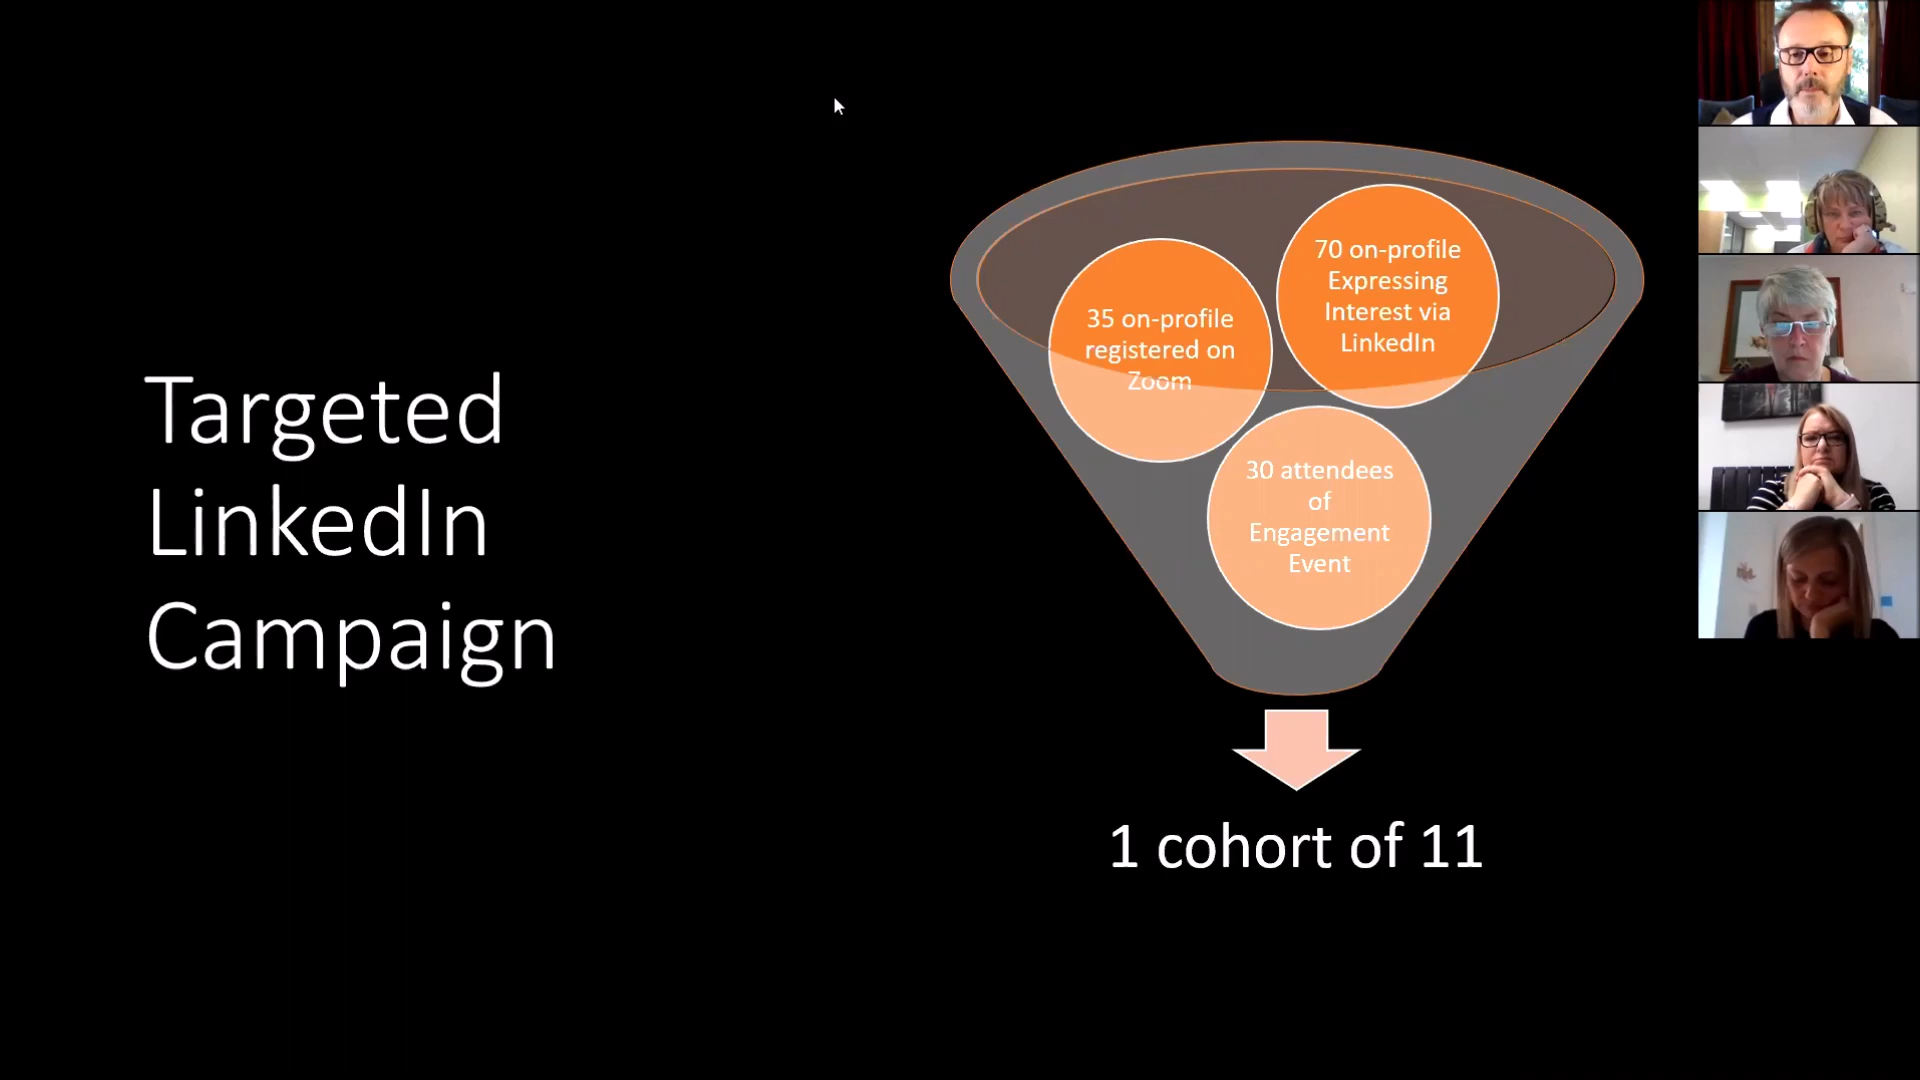 Targeted
LinkedIn
Campaign
70 on-profile
Expressing
Interest via
LinkedIn
35 on-profile
registered on
Zoom
30 attendees
of
Engagement
Event
1 cohort of 11